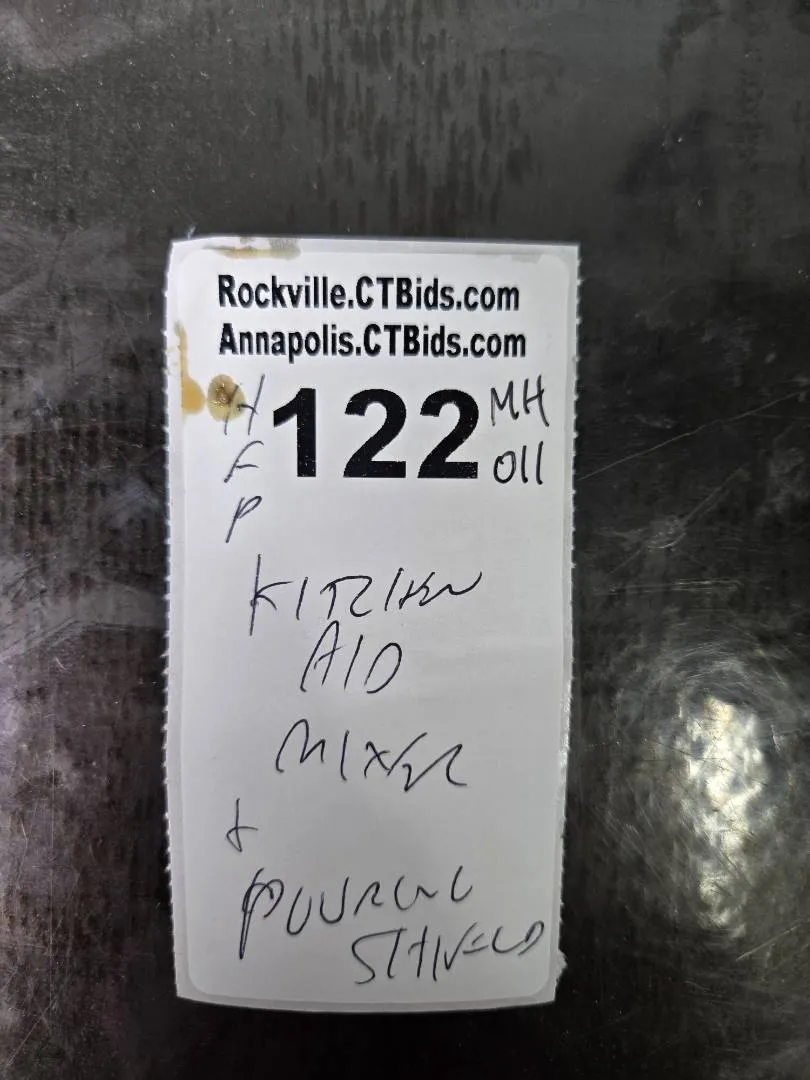 Rockville.CTBids.com
Annapolis.CTBids.com
H 122 MH
F 011
P
KITCHEN
AID
MIXER
+
POURING
SHIELD